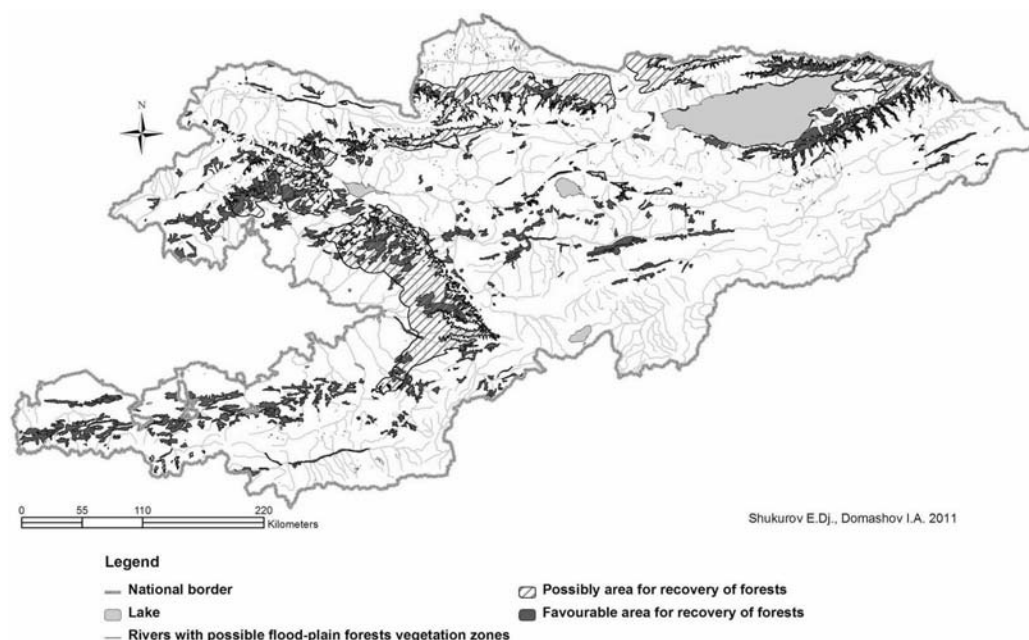 N
0 55 110 220
Kilometers
Shukurov E.Dj., Domashov I.A. 2011
Legend
National border
Lake
Rivers with possible flood-plain forests vegetation zones
Possibly area for recovery of forests
Favourable area for recovery of forests